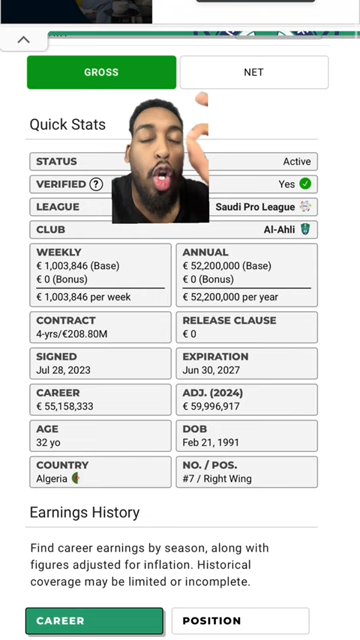 GROSS
NET
Quick Stats
STATUS
Active
VERIFIED ?
Yes
LEAGUE
Saudi Pro League
CLUB
Al-Ahli
WEEKLY
€ 1,003,846 (Base)
€ 0 (Bonus)
€ 1,003,846 per week
ANNUAL
€ 52,200,000 (Base)
€ 0 (Bonus)
€ 52,200,000 per year
CONTRACT
4-yrs/€208.80M
RELEASE CLAUSE
€ 0
SIGNED
Jul 28, 2023
EXPIRATION
Jun 30, 2027
CAREER
€ 55,158,333
ADJ. (2024)
€ 59,996,917
AGE
32 yo
DOB
Feb 21, 1991
COUNTRY
Algeria
NO. / POS.
#7 / Right Wing
Earnings History
Find career earnings by season, along with
figures adjusted for inflation. Historical
coverage may be limited or incomplete.
CAREER
POSITION